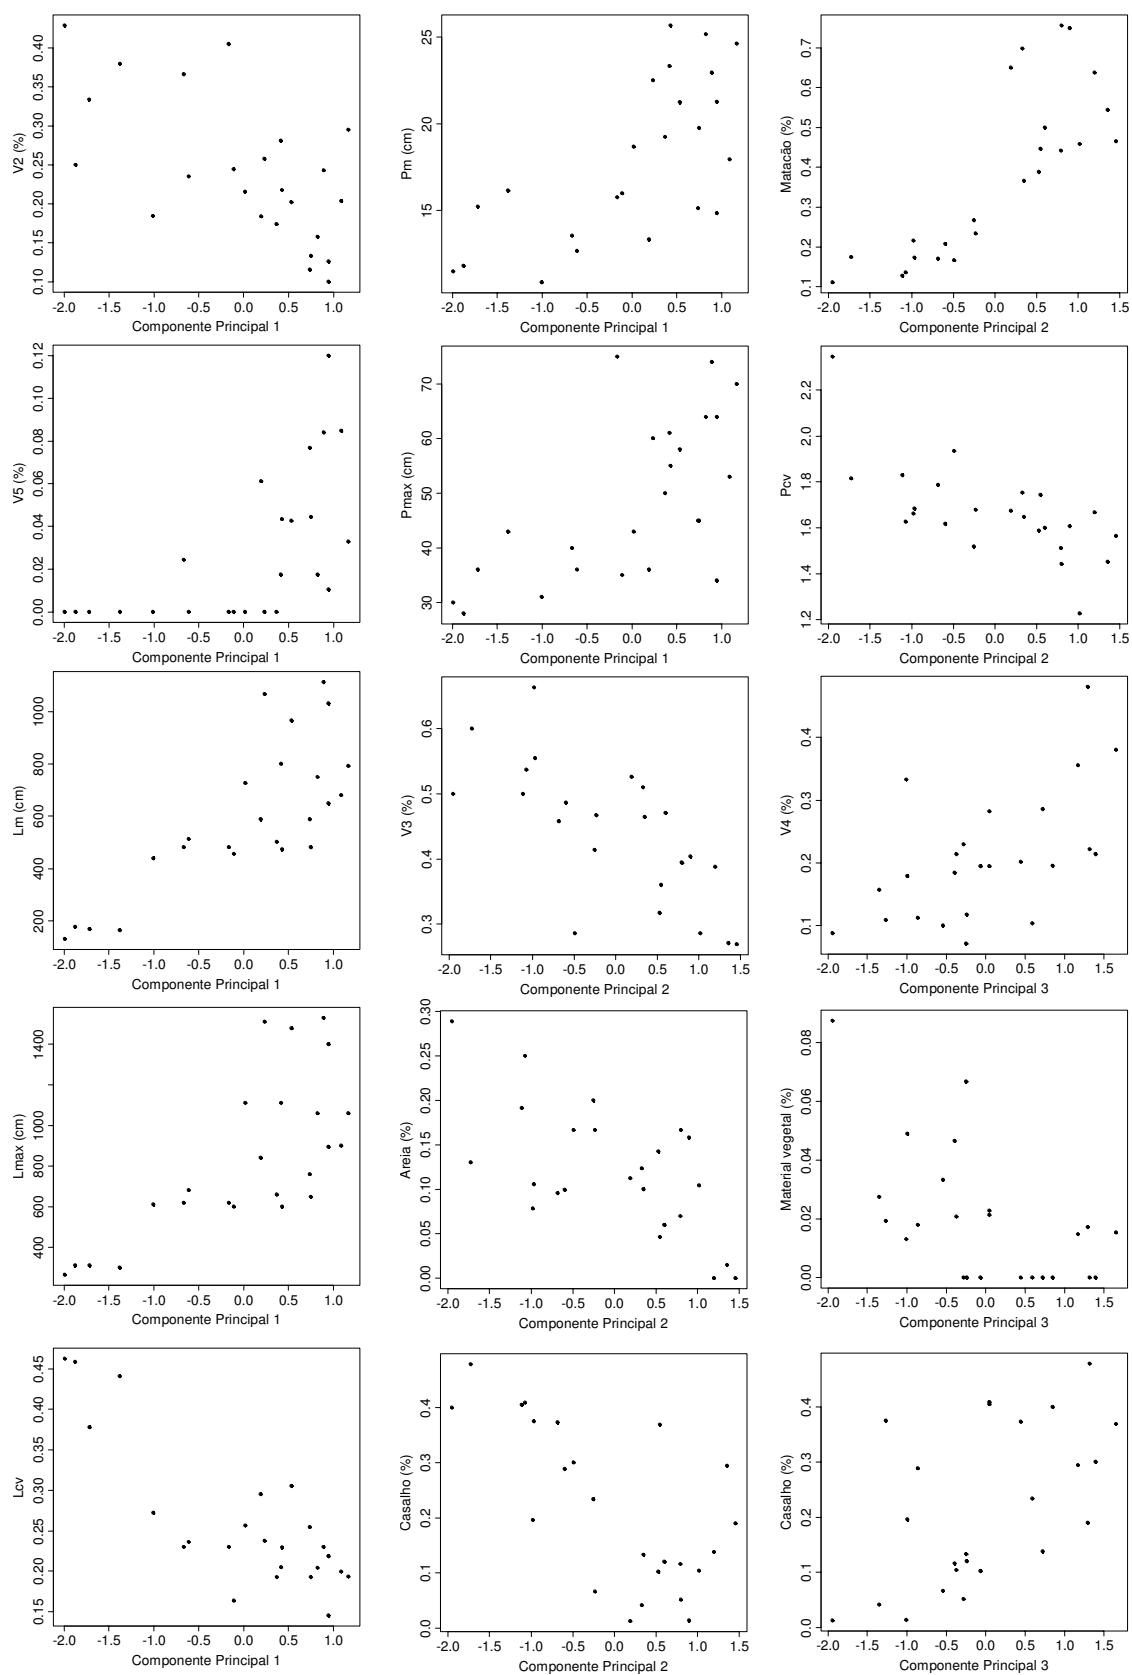 V2 (%)
0.10 0.15 0.20 0.25 0.30 0.35 0.40
-2.0 -1.5 -1.0 -0.5 0.0 0.5 1.0
Componente Principal 1
Pm (cm)
15 20 25
-2.0 -1.5 -1.0 -0.5 0.0 0.5 1.0
Componente Principal 1
Matacão (%)
0.1 0.2 0.3 0.4 0.5 0.6 0.7
-2.0 -1.5 -1.0 -0.5 0.0 0.5 1.0 1.5
Componente Principal 2
V5 (%)
0.00 0.02 0.04 0.06 0.08 0.10 0.12
-2.0 -1.5 -1.0 -0.5 0.0 0.5 1.0
Componente Principal 1
Pmax (cm)
30 40 50 60 70
-2.0 -1.5 -1.0 -0.5 0.0 0.5 1.0
Componente Principal 1
Pcv
1.2 1.4 1.6 1.8 2.0 2.2
-2.0 -1.5 -1.0 -0.5 0.0 0.5 1.0 1.5
Componente Principal 2
Lm (cm)
200 400 600 800 1000
-2.0 -1.5 -1.0 -0.5 0.0 0.5 1.0
Componente Principal 1
V3 (%)
0.3 0.4 0.5 0.6
-2.0 -1.5 -1.0 -0.5 0.0 0.5 1.0 1.5
Componente Principal 2
V4 (%)
0.1 0.2 0.3 0.4
-2.0 -1.5 -1.0 -0.5 0.0 0.5 1.0 1.5
Componente Principal 3
Lmax (cm)
400 600 800 1000 1400
-2.0 -1.5 -1.0 -0.5 0.0 0.5 1.0
Componente Principal 1
Areia (%)
0.00 0.05 0.10 0.15 0.20 0.25 0.30
-2.0 -1.5 -1.0 -0.5 0.0 0.5 1.0 1.5
Componente Principal 2
Material vegetal (%)
0.00 0.02 0.04 0.06 0.08
-2.0 -1.5 -1.0 -0.5 0.0 0.5 1.0 1.5
Componente Principal 3
Lcv
0.15 0.20 0.25 0.30 0.35 0.40 0.45
-2.0 -1.5 -1.0 -0.5 0.0 0.5 1.0
Componente Principal 1
Casalho (%)
0.0 0.1 0.2 0.3 0.4
-2.0 -1.5 -1.0 -0.5 0.0 0.5 1.0 1.5
Componente Principal 2
Casalho (%)
0.0 0.1 0.2 0.3 0.4
-2.0 -1.5 -1.0 -0.5 0.0 0.5 1.0 1.5
Componente Principal 3